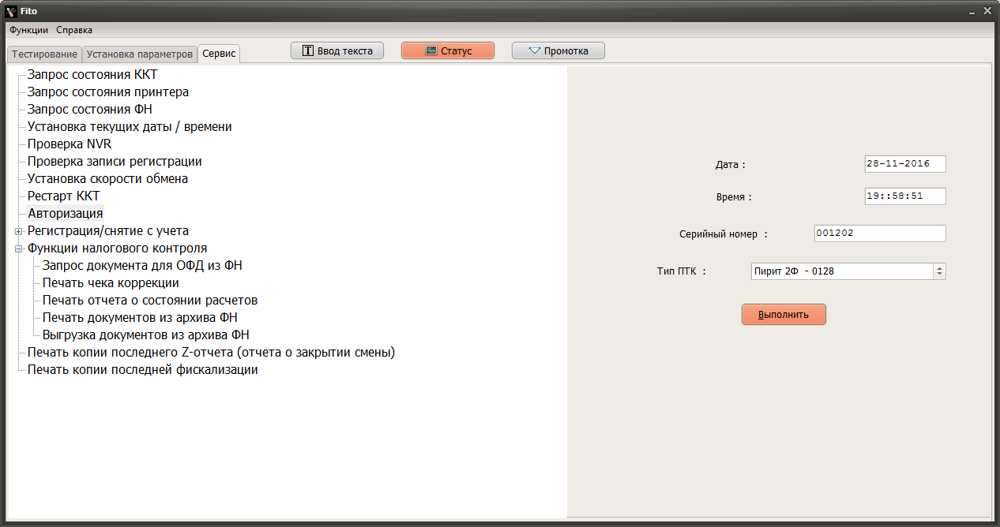 Fito
Функции Справка
Тестирование Установка параметров Сервис Ввод текста Статус Промотка
Запрос состояния ККТ
Запрос состояния принтера
Запрос состояния ФН
Установка текущих даты / времени
Проверка NVR
Проверка записи регистрации
Установка скорости обмена
Рестарт ККТ
Авторизация
Регистрация/снятие с учета
Функции налогового контроля
Запрос документа для ОФД из ФН
Печать чека коррекции
Печать отчета о состоянии расчетов
Печать документов из архива ФН
Выгрузка документов из архива ФН
Печать копии последнего Z-отчета (отчета о закрытии смены)
Печать копии последней фискализации
Дата : 28-11-2016
Время : 19::58:51
Серийный номер : 001202
Тип ПТК : Пирит 2Ф - 0128
Выполнить